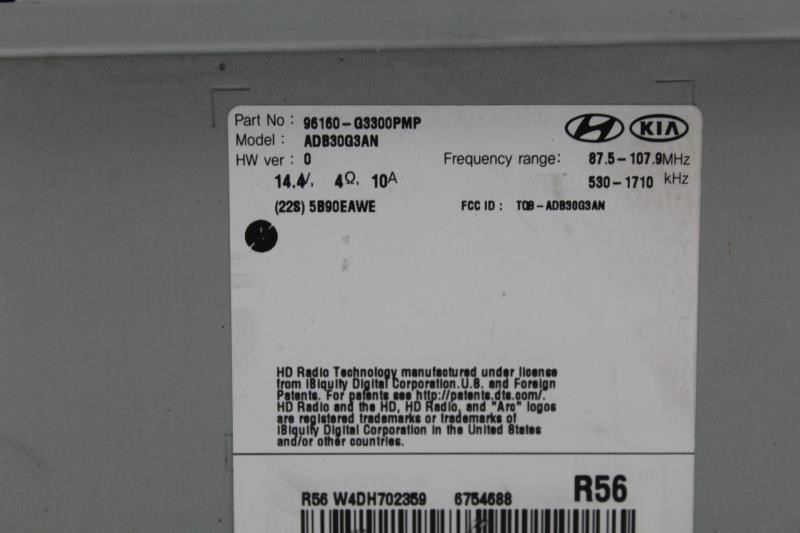 Part No : 96160-G3300PMP
Model : ADB30G3AN
HW ver : 0
KIA
Frequency range: 87.5-107.9MHz
530-1710 kHz
14.4V, 4Ω, 10A
(22S) 5B90EAWE
FCC ID : TQ8-ADB30G3AN
HD Radio Technology manufactured under license
from iBiquity Digital Corporation.U.S. and Foreign
Patents. For patents see http://patents.dts.com/.
HD Radio and the HD, HD Radio, and "Arc" logos
are registered trademarks or trademarks of
iBiquity Digital Corporation in the United States
and/or other countries.
R56 W4DH702359 6754688 R56